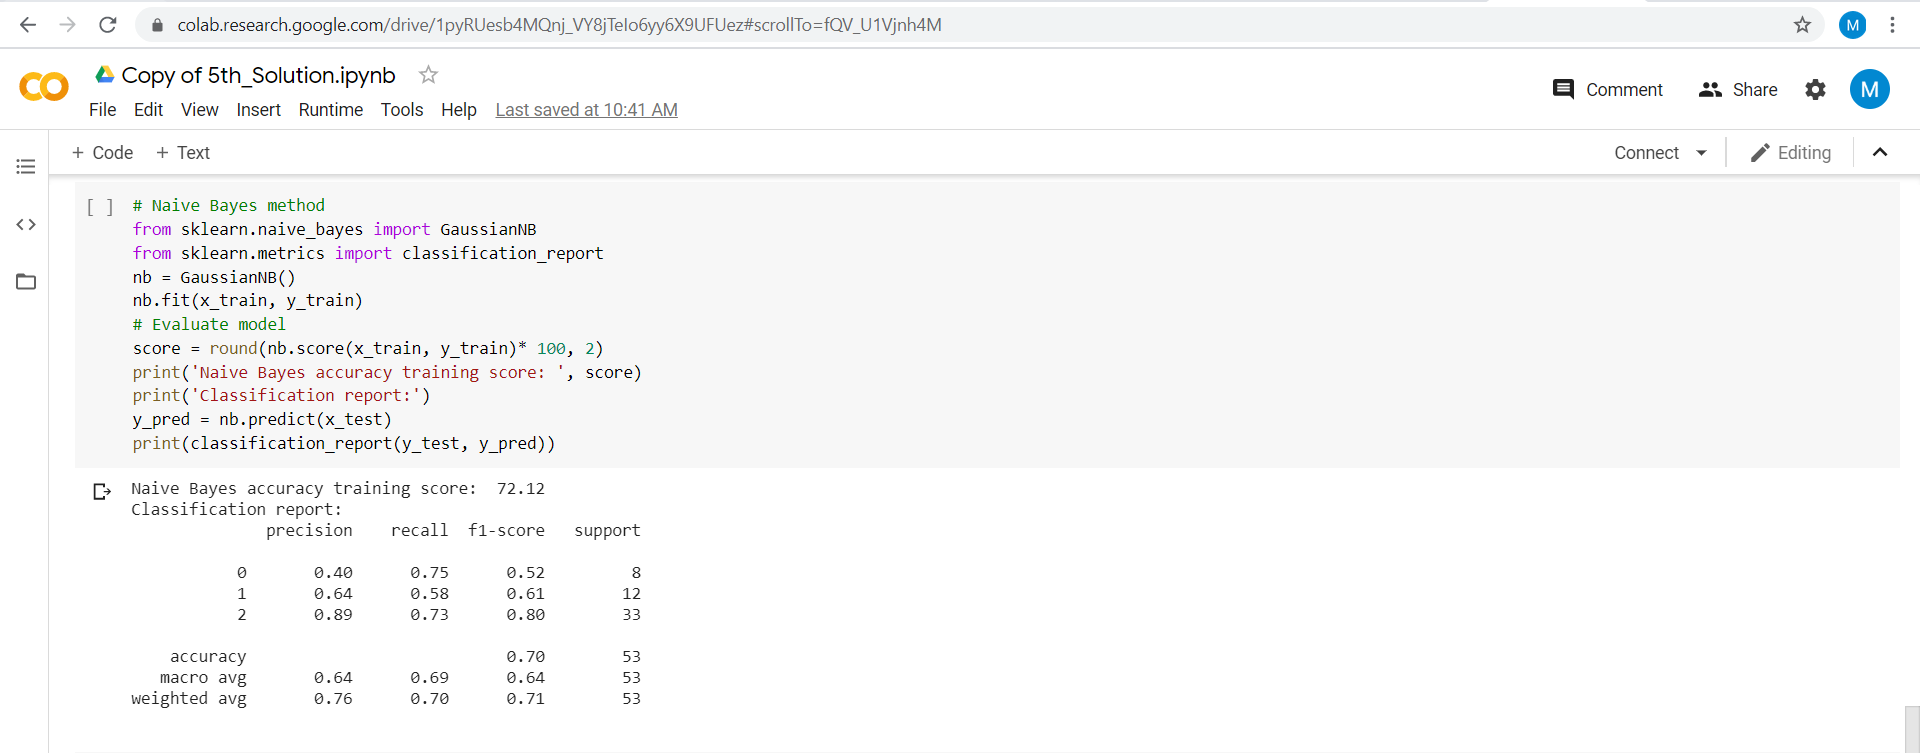 colab.research.google.com/drive/1pyRUesb4MQnj_VY8jTeIo6yy6X9UFUez#scrollTo=fQV_U1Vjnh4M
M
CO
Copy of 5th_Solution.ipynb
File Edit View Insert Runtime Tools Help Last saved at 10:41 AM
Comment Share M
+ Code + Text
Connect Editing
[ ] # Naive Bayes method
from sklearn.naive_bayes import GaussianNB
from sklearn.metrics import classification_report
nb = GaussianNB()
nb.fit(x_train, y_train)
# Evaluate model
score = round(nb.score(x_train, y_train)* 100, 2)
print('Naive Bayes accuracy training score: ', score)
print('Classification report:')
y_pred = nb.predict(x_test)
print(classification_report(y_test, y_pred))
Naive Bayes accuracy training score:  72.12
Classification report:
precision recall f1-score support
0 0.40 0.75 0.52 8
1 0.64 0.58 0.61 12
2 0.89 0.73 0.80 33
accuracy 0.70 53
macro avg 0.64 0.69 0.64 53
weighted avg 0.76 0.70 0.71 53